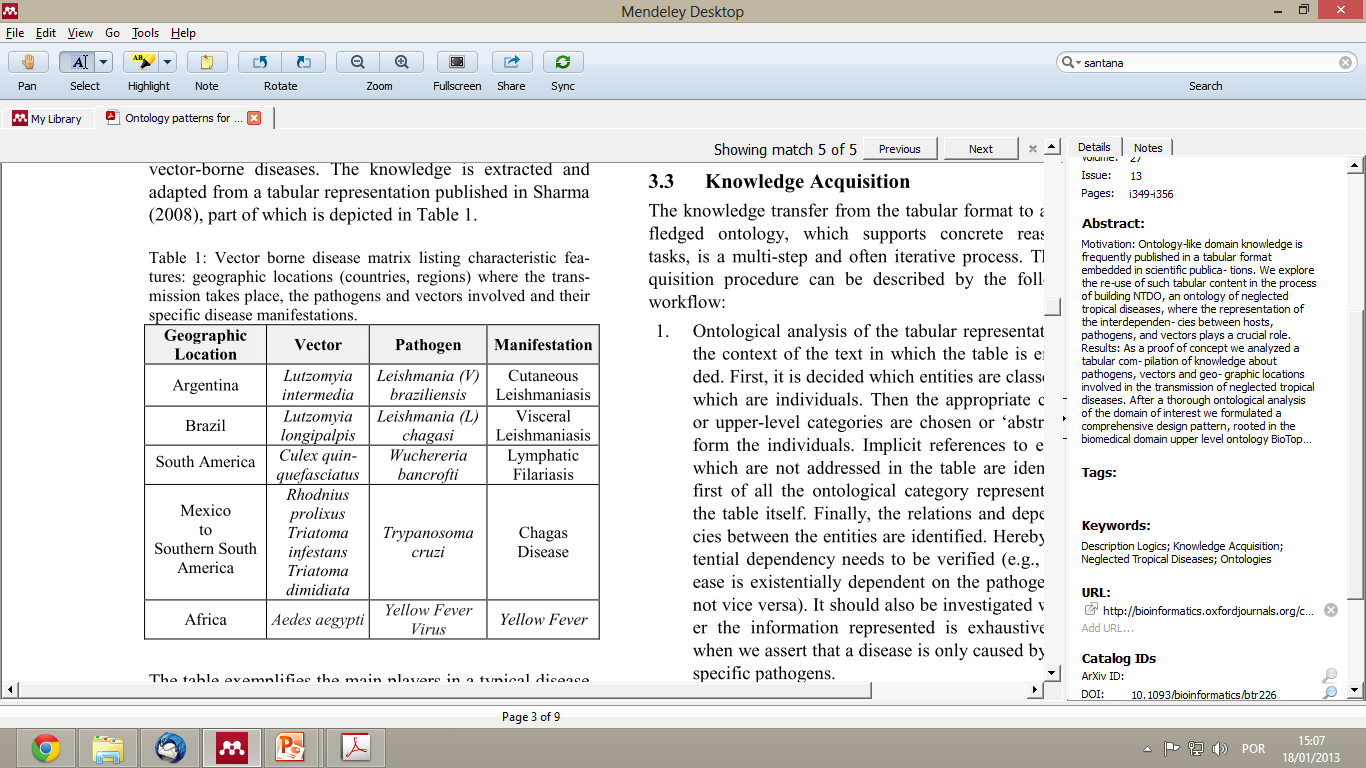 Mendeley Desktop
File Edit View Go Tools Help
Pan Select Highlight Note Rotate Zoom Fullscreen Share Sync
santana
Search
My Library
Ontology patterns for ...
Showing match 5 of 5 Previous Next
vector-borne diseases. The knowledge is extracted and
adapted from a tabular representation published in Sharma
(2008), part of which is depicted in Table 1.
Table 1: Vector borne disease matrix listing characteristic fea-
tures: geographic locations (countries, regions) where the trans-
mission takes place, the pathogens and vectors involved and their
specific disease manifestations.
Geographic
Location
Vector
Pathogen
Manifestation
Argentina
Lutzomyia
intermedia
Leishmania (V)
braziliensis
Cutaneous
Leishmaniasis
Brazil
Lutzomyia
longipalpis
Leishmania (L)
chagasi
Visceral
Leishmaniasis
South America
Culex quin-
quefasciatus
Wuchereria
bancrofti
Lymphatic
Filariasis
Mexico
to
Southern South
America
Rhodnius
prolixus
Triatoma
infestans
Triatoma
dimidiata
Trypanosoma
cruzi
Chagas
Disease
Africa
Aedes aegypti
Yellow Fever
Virus
Yellow Fever
The table exemplifies the main players in a typical disease
3.3 Knowledge Acquisition
The knowledge transfer from the tabular format to a
fledged ontology, which supports concrete reas
tasks, is a multi-step and often iterative process. Th
quisition procedure can be described by the foll
workflow:
1. Ontological analysis of the tabular representat
the context of the text in which the table is e
ded. First, it is decided which entities are classe
which are individuals. Then the appropriate c
or upper-level categories are chosen or ‘abstr
form the individuals. Implicit references to e
which are not addressed in the table are iden
first of all the ontological category represent
the table itself. Finally, the relations and depe
cies between the entities are identified. Hereby
tential dependency needs to be verified (e.g.,
ease is existentially dependent on the pathoge
not vice versa). It should also be investigated w
er the information represented is exhaustive
when we assert that a disease is only caused by
specific pathogens.
Details Notes
Volume: 27
Issue: 13
Pages: i349-i356
Abstract:
Motivation: Ontology-like domain knowledge is
frequently published in a tabular format
embedded in scientific publica- tions. We explore
the re-use of such tabular content in the process
of building NTDO, an ontology of neglected
tropical diseases, where the representation of
the interdependen- cies between hosts,
pathogens, and vectors plays a crucial role.
Results: As a proof of concept we analyzed a
tabular com- pilation of knowledge about
pathogens, vectors and geo- graphic locations
involved in the transmission of neglected tropical
diseases. After a thorough ontological analysis
of the domain of interest we formulated a
comprehensive design pattern, rooted in the
biomedical domain upper level ontology BioTop...
Tags:
Keywords:
Description Logics; Knowledge Acquisition;
Neglected Tropical Diseases; Ontologies
URL:
http://bioinformatics.oxfordjournals.org/c...
Add URL...
Catalog IDs
ArXiv ID:
DOI: 10.1093/bioinformatics/btr226
Page 3 of 9
POR
15:07
18/01/2013